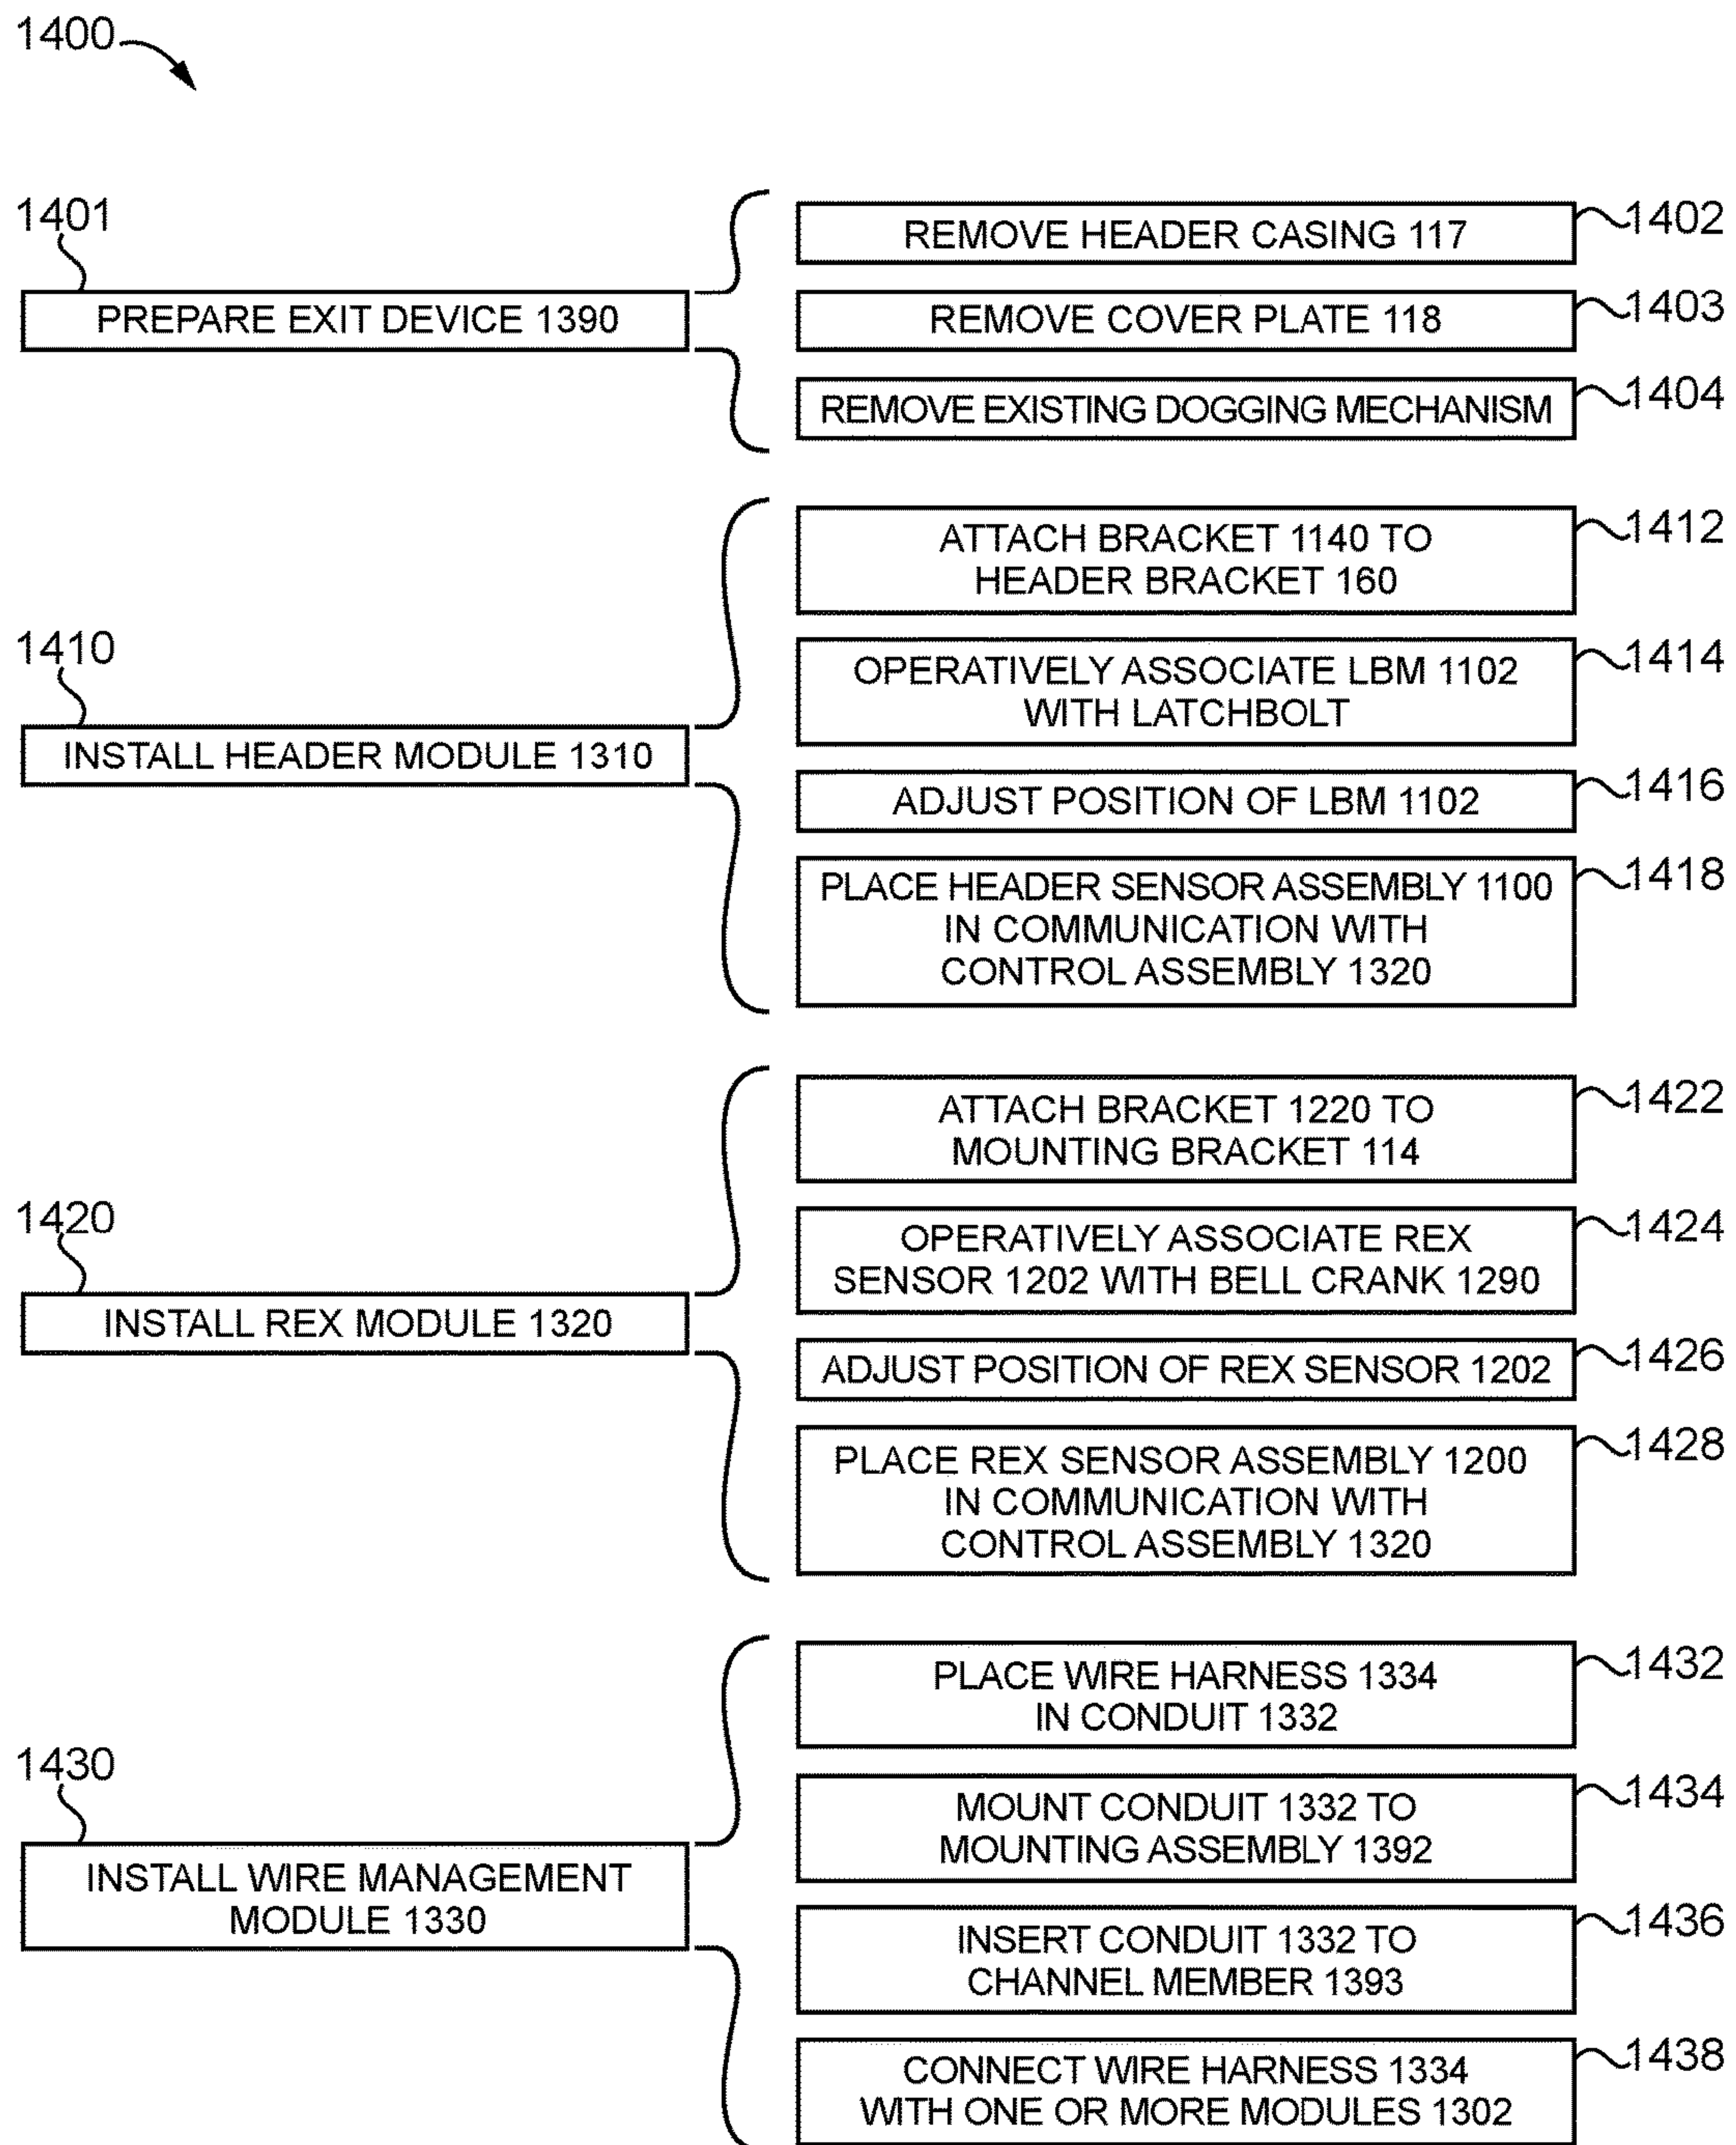 1400
1401
PREPARE EXIT DEVICE 1390
REMOVE HEADER CASING 117
1402
REMOVE COVER PLATE 118
1403
REMOVE EXISTING DOGGING MECHANISM
1404
1410
INSTALL HEADER MODULE 1310
ATTACH BRACKET 1140 TO
HEADER BRACKET 160
1412
OPERATIVELY ASSOCIATE LBM 1102
WITH LATCHBOLT
1414
ADJUST POSITION OF LBM 1102
1416
PLACE HEADER SENSOR ASSEMBLY 1100
IN COMMUNICATION WITH
CONTROL ASSEMBLY 1320
1418
1420
INSTALL REX MODULE 1320
ATTACH BRACKET 1220 TO
MOUNTING BRACKET 114
1422
OPERATIVELY ASSOCIATE REX
SENSOR 1202 WITH BELL CRANK 1290
1424
ADJUST POSITION OF REX SENSOR 1202
1426
PLACE REX SENSOR ASSEMBLY 1200
IN COMMUNICATION WITH
CONTROL ASSEMBLY 1320
1428
1430
INSTALL WIRE MANAGEMENT
MODULE 1330
PLACE WIRE HARNESS 1334
IN CONDUIT 1332
1432
MOUNT CONDUIT 1332 TO
MOUNTING ASSEMBLY 1392
1434
INSERT CONDUIT 1332 TO
CHANNEL MEMBER 1393
1436
CONNECT WIRE HARNESS 1334
WITH ONE OR MORE MODULES 1302
1438